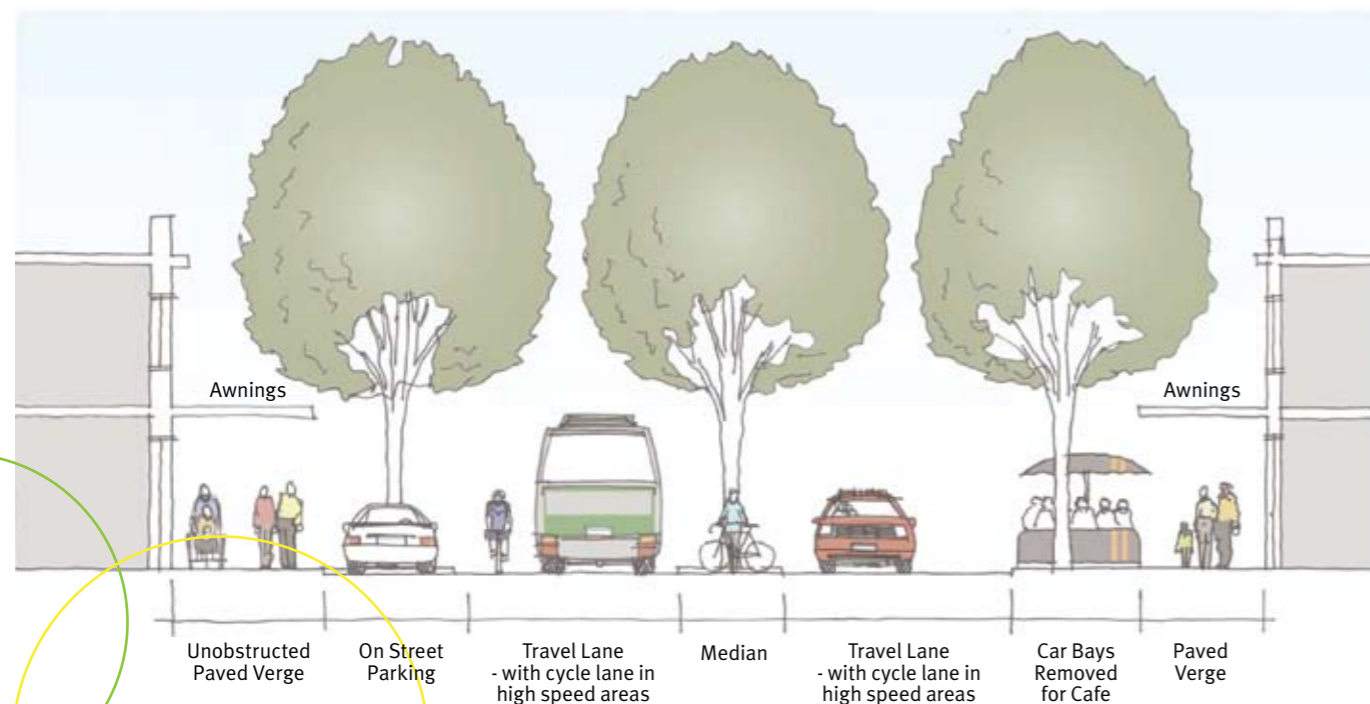 Awnings
Awnings
Unobstructed
Paved Verge
On Street
Parking
Travel Lane
- with cycle lane in
high speed areas
Median
Travel Lane
- with cycle lane in
high speed areas
Car Bays
Removed
for Cafe
Paved
Verge